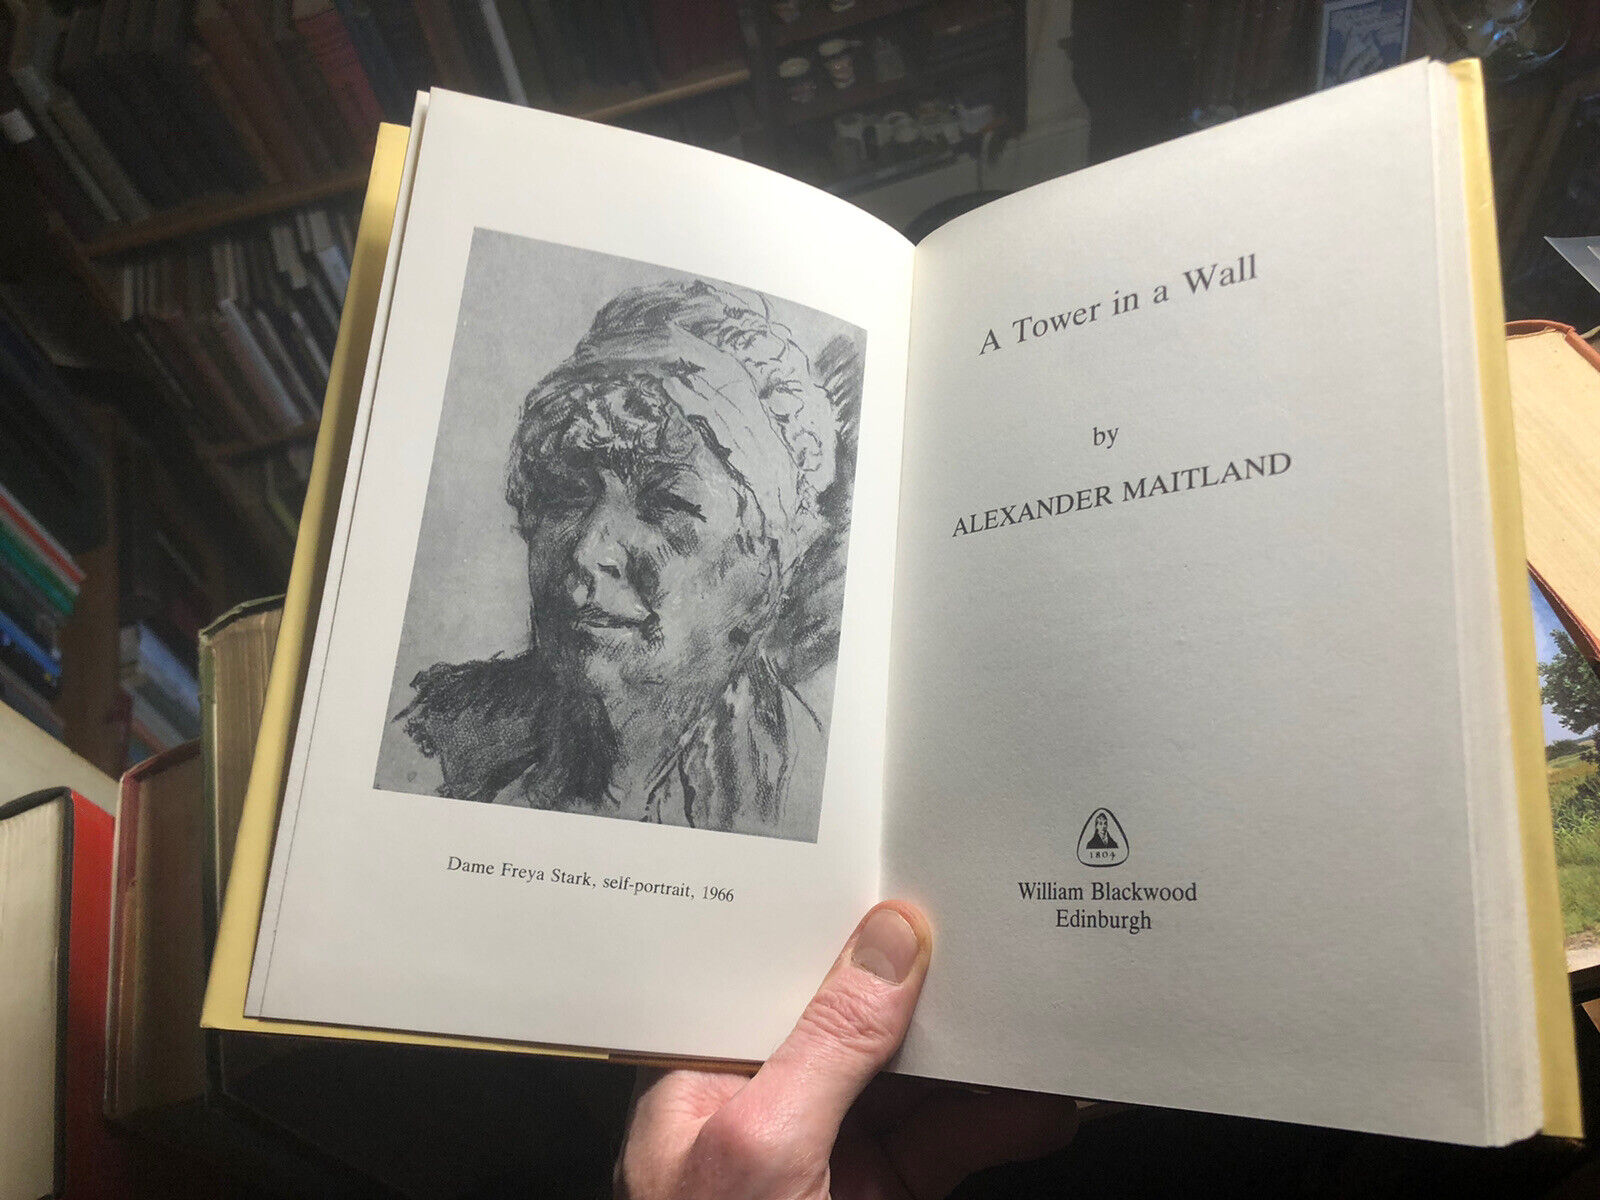 Dame Freya Stark, self-portrait, 1966
A Tower in a Wall
by
ALEXANDER MAITLAND
1804
William Blackwood
Edinburgh